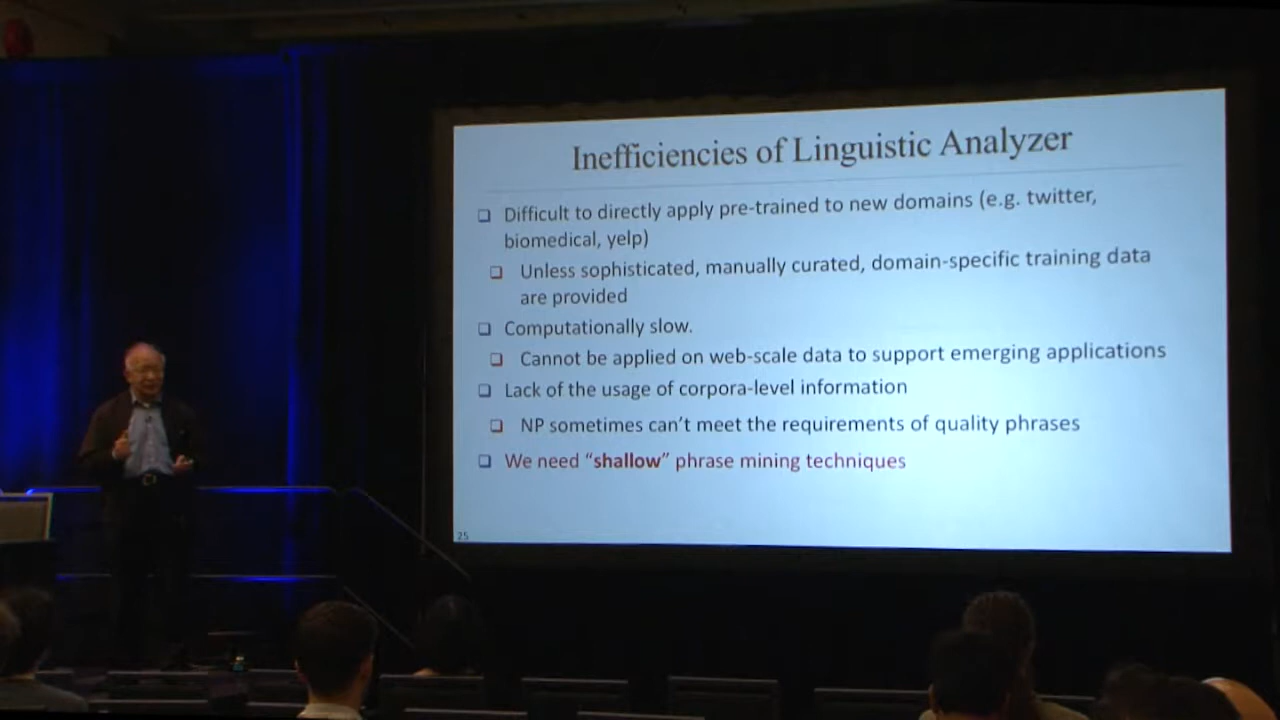 Inefficiencies of Linguistic Analyzer
Difficult to directly apply pre-trained to new domains (e.g. twitter,
biomedical, yelp)
Unless sophisticated, manually curated, domain-specific training data
are provided
Computationally slow.
Cannot be applied on web-scale data to support emerging applications
Lack of the usage of corpora-level information
NP sometimes can't meet the requirements of quality phrases
We need “shallow” phrase mining techniques
25